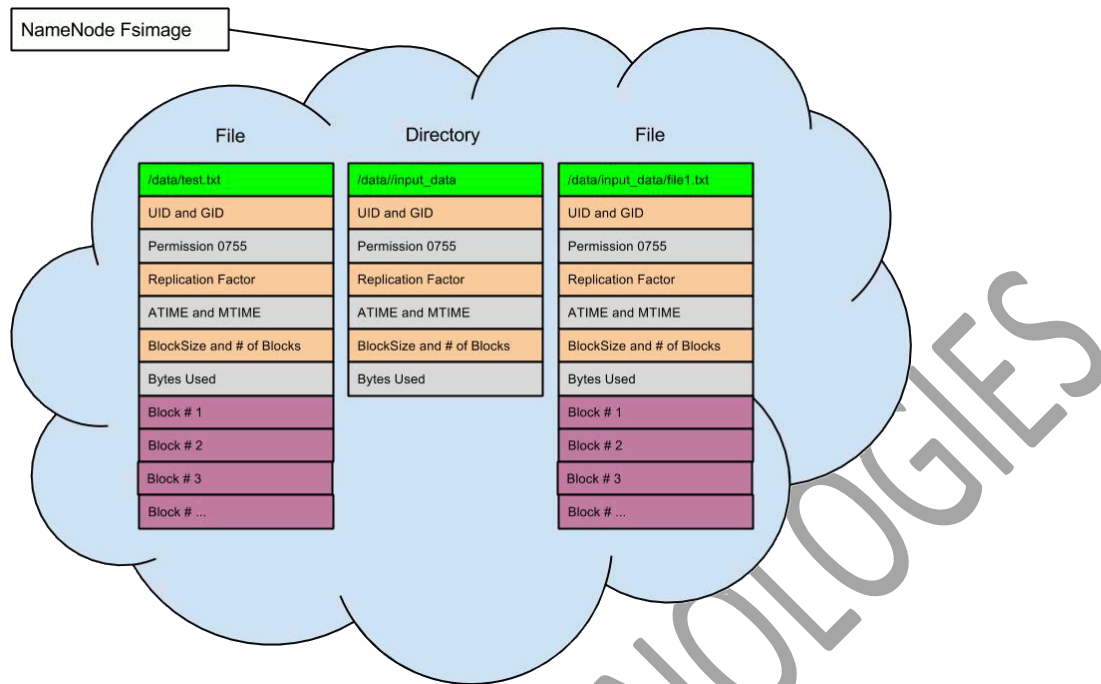 NameNode Fsimage
File
Directory
File
/data/test.txt
/data//input_data
/data/input_data/file1.txt
UID and GID
UID and GID
UID and GID
Permission 0755
Permission 0755
Permission 0755
Replication Factor
Replication Factor
Replication Factor
ATIME and MTIME
ATIME and MTIME
ATIME and MTIME
BlockSize and # of Blocks
BlockSize and # of Blocks
BlockSize and # of Blocks
Bytes Used
Bytes Used
Bytes Used
Block # 1
Block # 1
Block # 2
Block # 2
Block # 3
Block # 3
Block # ...
Block # ...
NOLOGIES